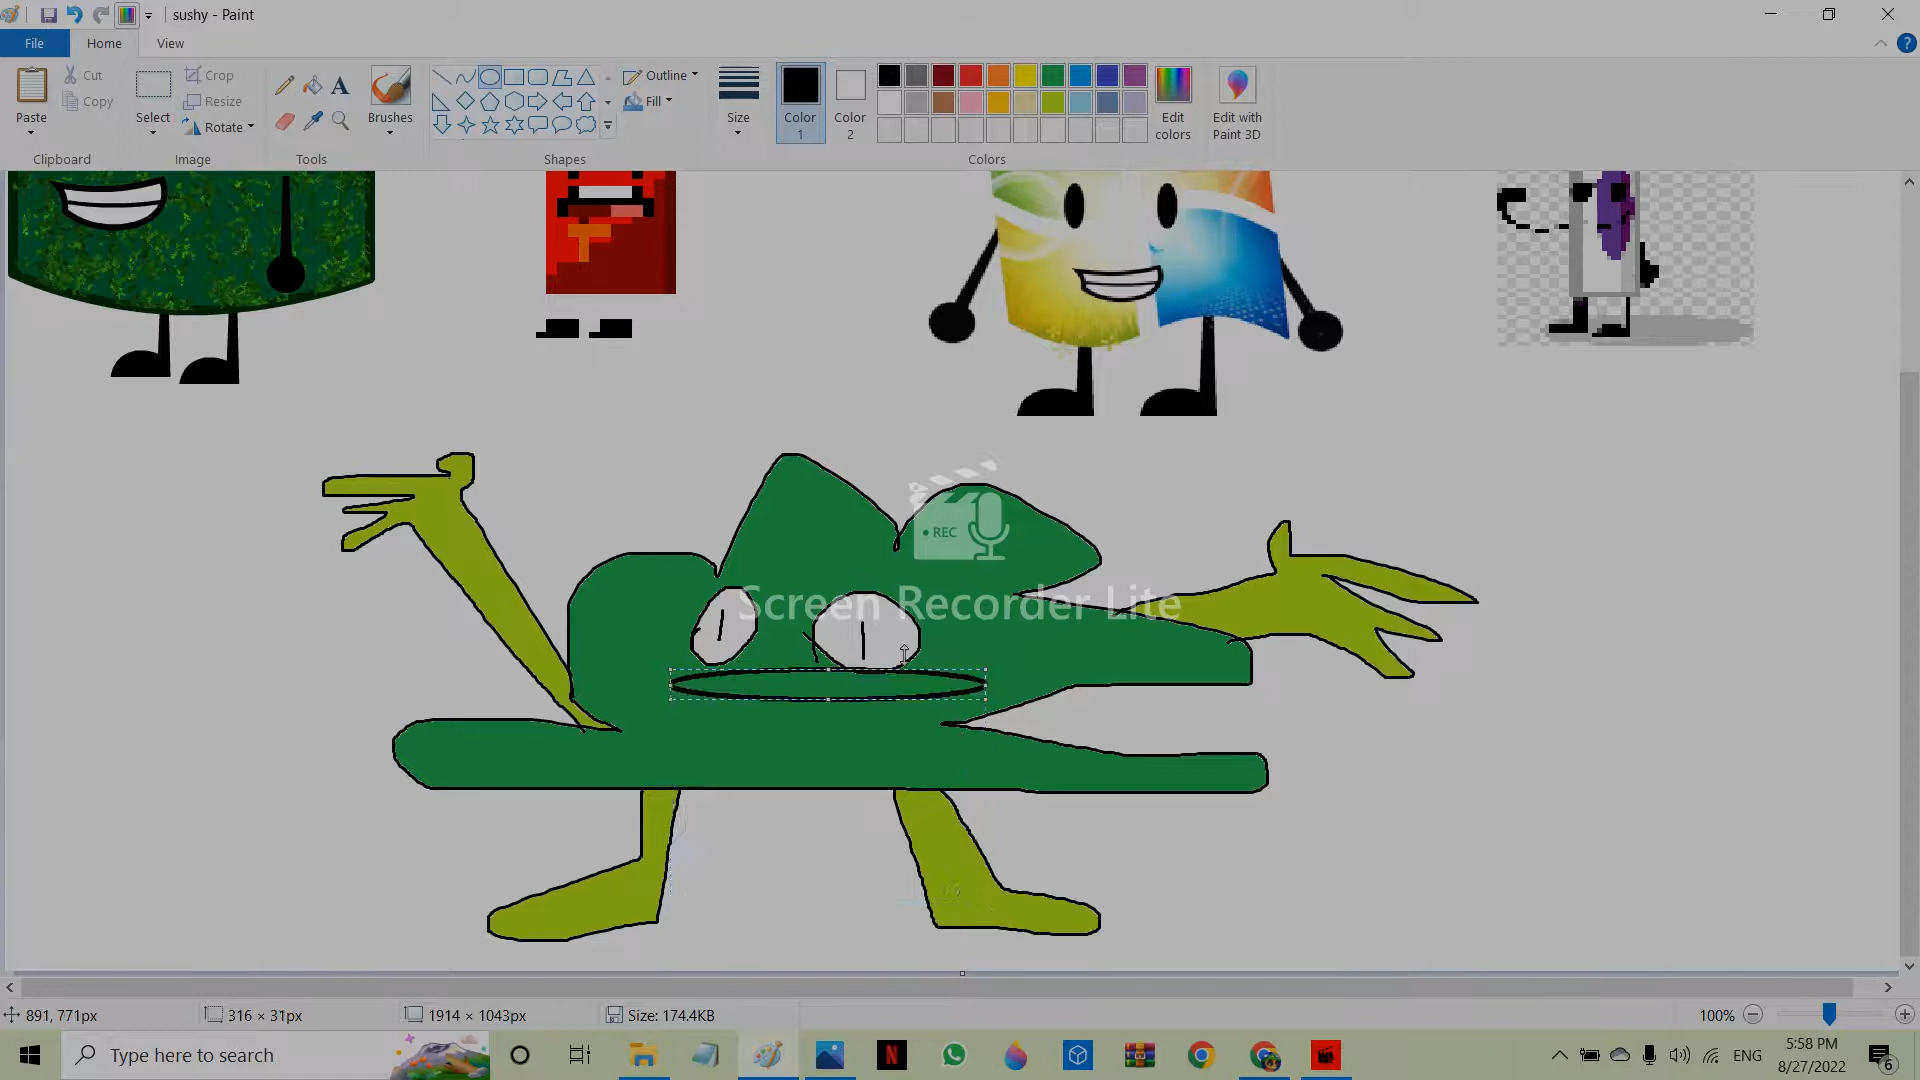 sushy - Paint
File Home View
Paste
Cut
Copy
Select
Crop
Resize
Rotate
A
Brushes
Outline
Fill
Size
Color 1
Color 2
Edit colors
Edit with Paint 3D
?
Clipboard Image Tools Shapes Colors
• REC
Screen Recorder Lite
891, 771px 316 × 31px 1914 × 1043px Size: 174.4KB 100%
Type here to search
N
ENG
5:58 PM
8/27/2022
6